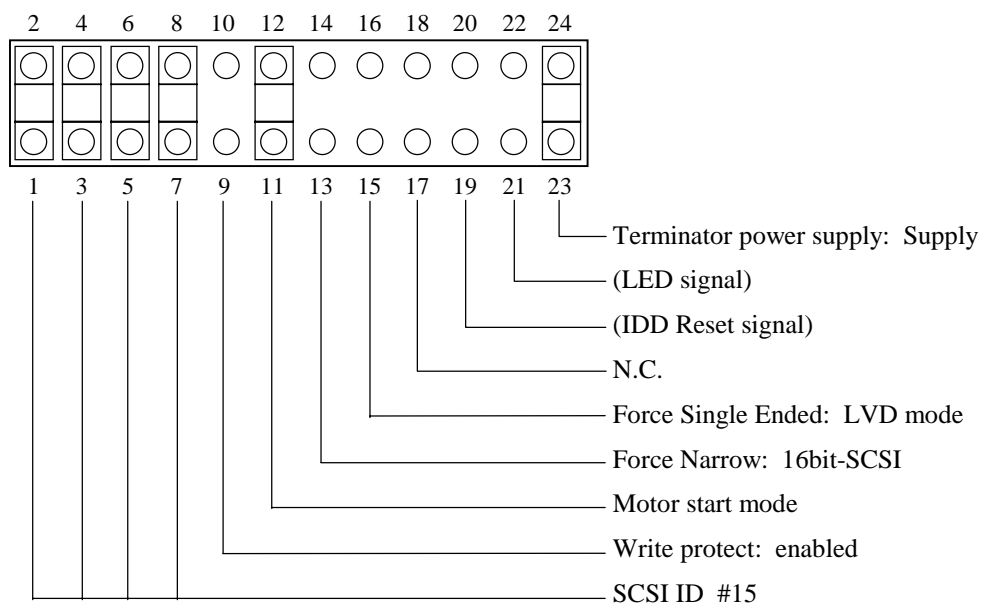 2 4 6 8 10 12 14 16 18 20 22 24
1 3 5 7 9 11 13 15 17 19 21 23
Terminator power supply: Supply
(LED signal)
(IDD Reset signal)
N.C.
Force Single Ended: LVD mode
Force Narrow: 16bit-SCSI
Motor start mode
Write protect: enabled
SCSI ID #15